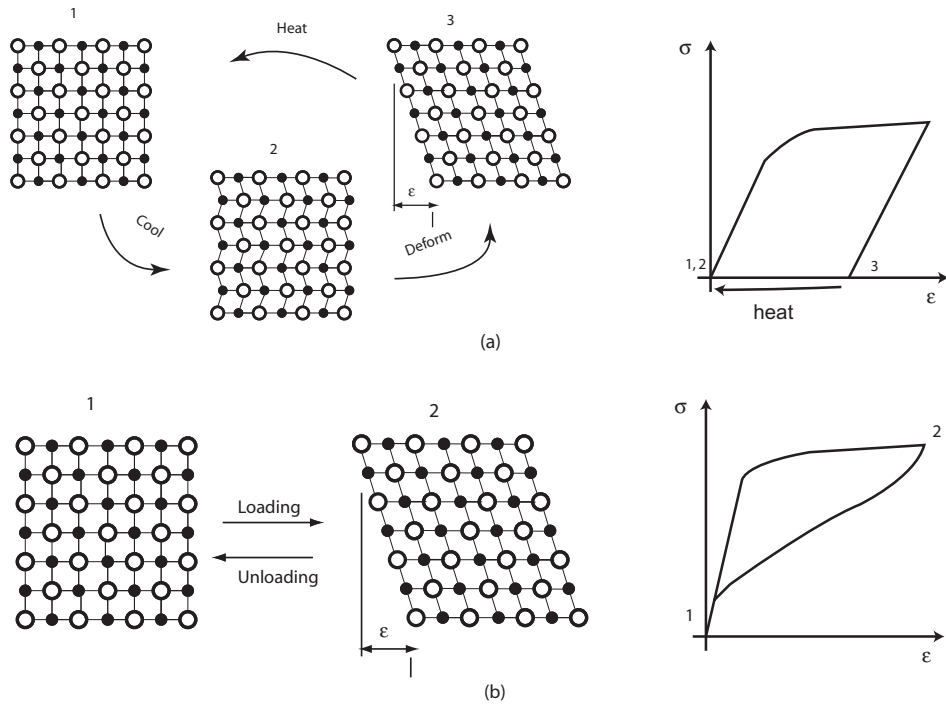 1
Heat
3
σ
2
Cool
ε
Deform
1, 2
3
ε
heat
(a)
1
2
σ
2
Loading
Unloading
ε
1
ε
(b)